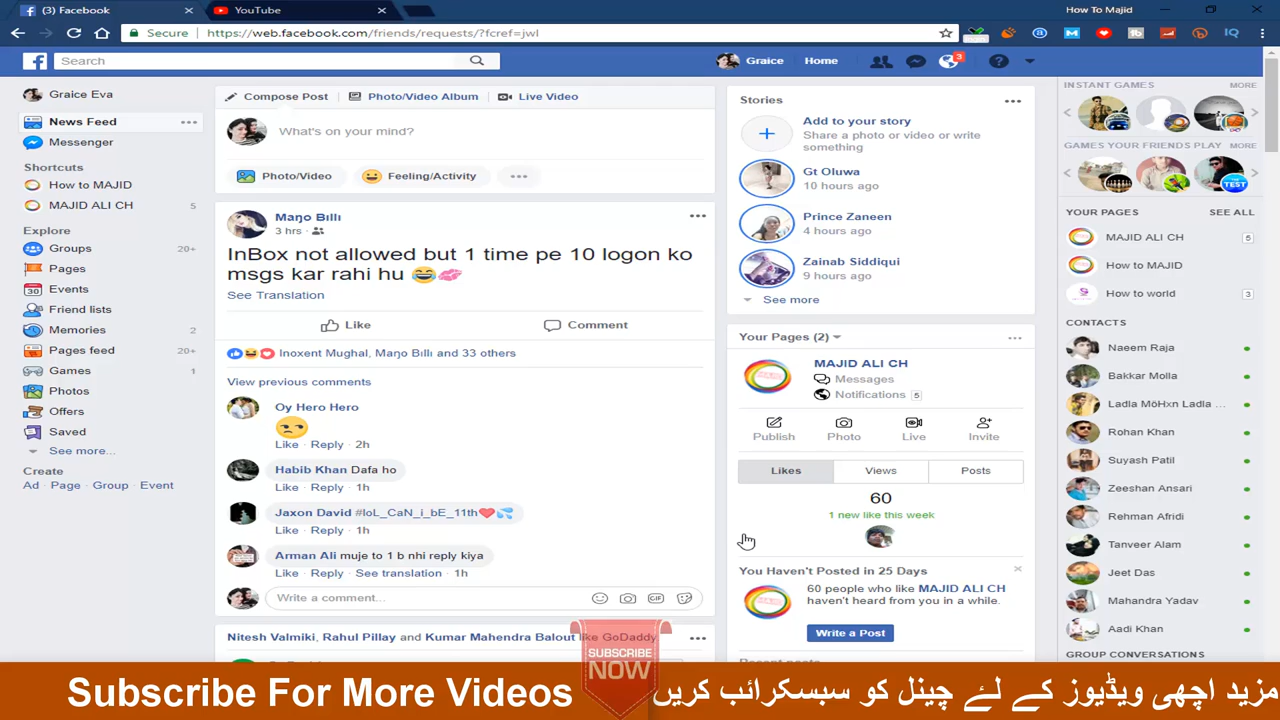 (3) Facebook
YouTube
How To Majid
Secure
https://web.facebook.com/friends/requests/?fcref=jwl
Search
Graice
Home
3
Graice Eva
News Feed
Messenger
Shortcuts
How to MAJID
MAJID ALI CH 5
Explore
Groups 20+
Pages
Events
Friend lists
Memories 2
Pages feed 20+
Games 1
Photos
Offers
Saved
See more...
Create
Ad · Page · Group · Event
Compose Post
Photo/Video Album
Live Video
What's on your mind?
Photo/Video
Feeling/Activity
Maŋo Bıllı
3 hrs ·
InBox not allowed but 1 time pe 10 logon ko
msgs kar rahi hu 😂💋
See Translation
Like
Comment
Inoxent Mughal, Maŋo Bıllı and 33 others
View previous comments
Oy Hero Hero
😒
Like · Reply · 2h
Habib Khan Dafa ho
Like · Reply · 1h
Jaxon David #loL_CaN_i_bE_11th❤️💦
Like · Reply · 1h
Arman Ali muje to 1 b nhi reply kiya
Like · Reply · See translation · 1h
Write a comment...
GIF
Nitesh Valmiki, Rahul Pillay and Kumar Mahendra Balout like GoDaddy
Stories
Add to your story
Share a photo or video or write
something
Gt Oluwa
10 hours ago
Prince Zaneen
4 hours ago
Zainab Siddiqui
9 hours ago
See more
Your Pages (2)
MAJID ALI CH
Messages
Notifications 5
Publish
Photo
Live
Invite
Likes
Views
Posts
60
1 new like this week
You Haven't Posted in 25 Days
60 people who like MAJID ALI CH
haven't heard from you in a while.
Write a Post
INSTANT GAMES MORE
GAMES YOUR FRIENDS PLAY MORE
THE TEST
YOUR PAGES SEE ALL
MAJID ALI CH 5
How to MAJID
How to world 3
CONTACTS
Naeem Raja
Bakkar Molla
Ladla MöHxn Ladla ...
Rohan Khan
Suyash Patil
Zeeshan Ansari
Rehman Afridi
Tanveer Alam
Jeet Das
Mahandra Yadav
Aadi Khan
GROUP CONVERSATIONS
SUBSCRIBE
NOW
Subscribe For More Videos
مزید اچھی ویڈیوز کے لئے چینل کو سبسکرائب کریں